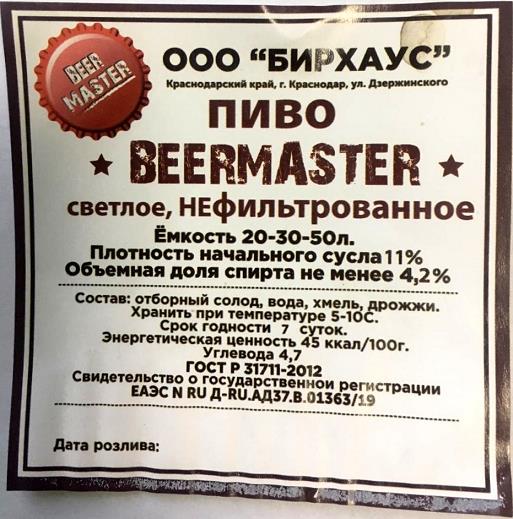 BEER
MASTER
ООО "БИРХАУС"
Краснодарский край, г. Краснодар, ул. Дзержинского
ПИВО
★ BEERMASTER ★
светлое, НЕфильтрованное
Ёмкость 20-30-50л.
Плотность начального сусла 11%
Объемная доля спирта не менее 4,2%
Состав: отборный солод, вода, хмель, дрожжи.
Хранить при температуре 5-10С.
Срок годности 7 суток.
Энергетическая ценность 45 ккал/100г.
Углевода 4,7
ГОСТ Р 31711-2012
Свидетельство о государственной регистрации
ЕАЭС N RU Д-RU.АД37.В.01363/19
Дата розлива: